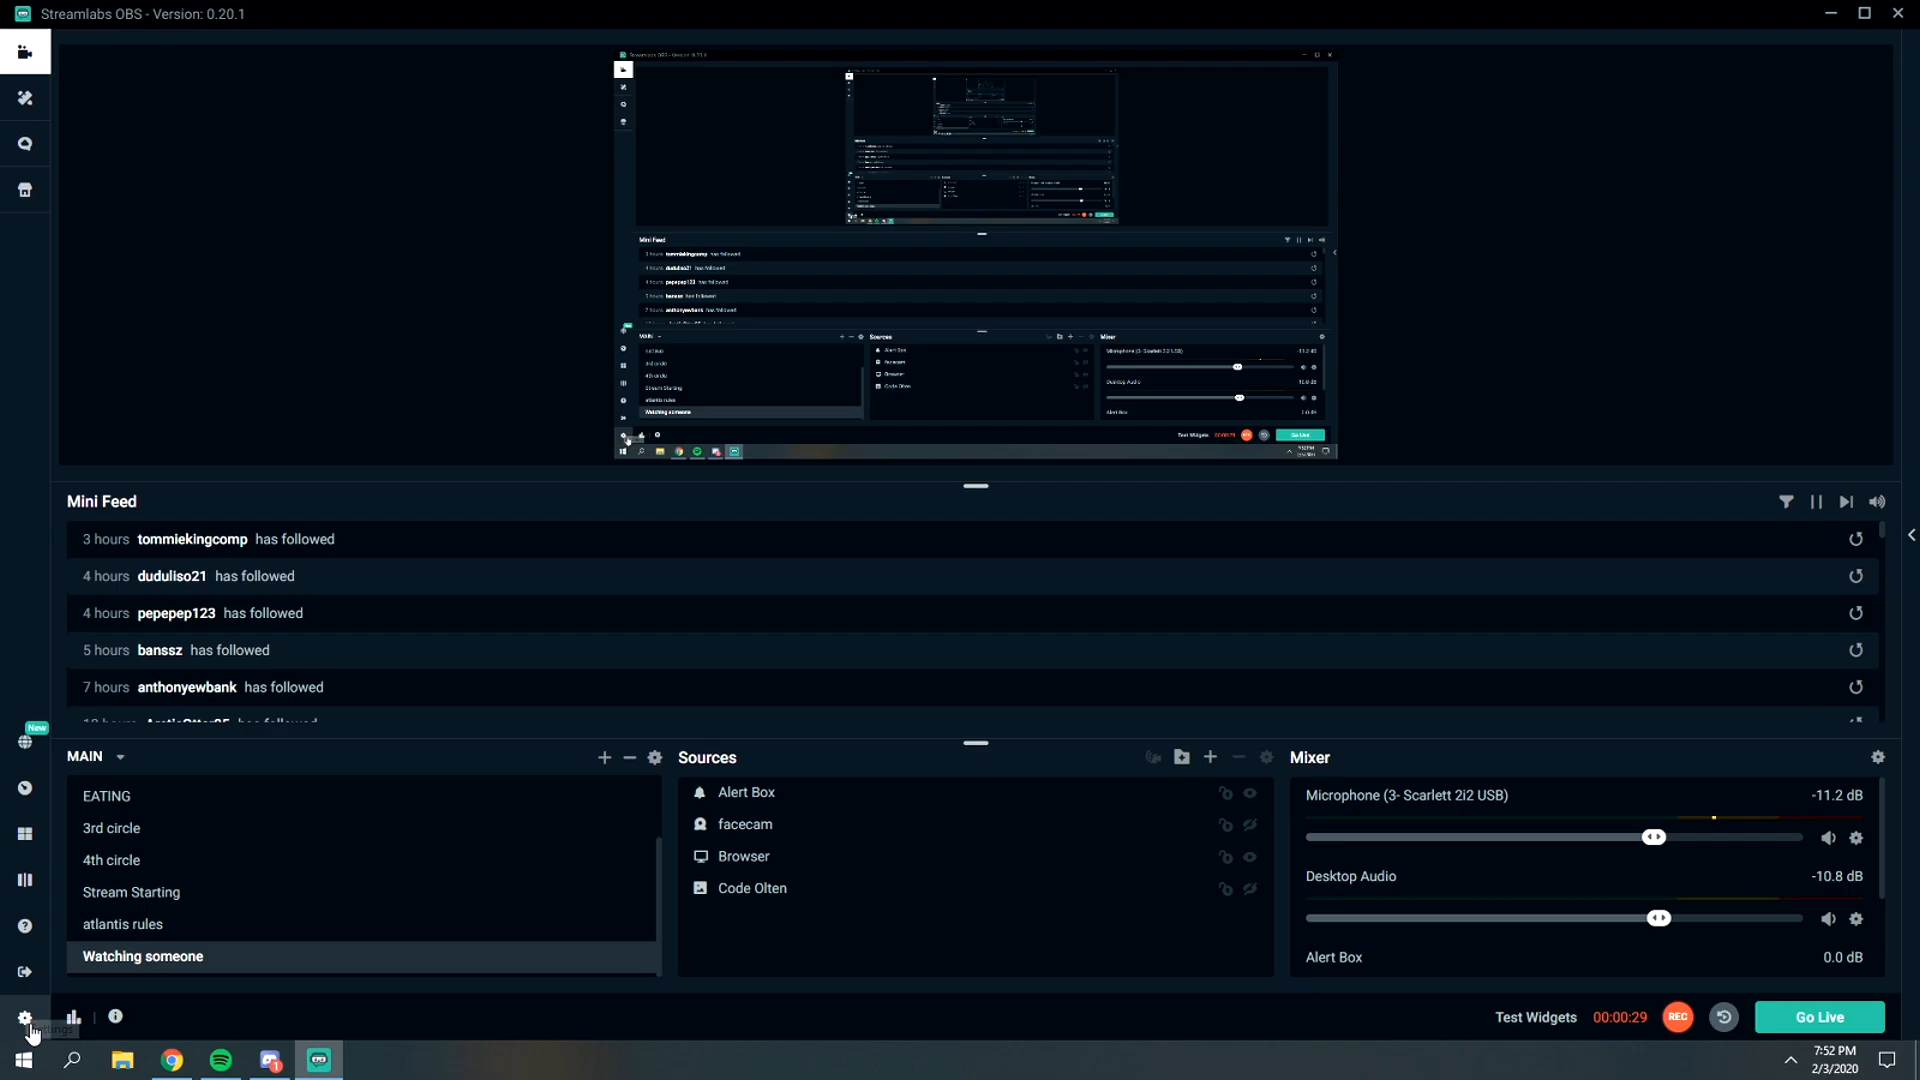 Streamlabs OBS - Version: 0.20.1
Mini Feed
3 hours tommiekingcomp has followed
4 hours duduliso21 has followed
4 hours pepepep123 has followed
5 hours banssz has followed
7 hours anthonyewbank has followed
New
MAIN
EATING
3rd circle
4th circle
Stream Starting
atlantis rules
Watching someone
Sources
Alert Box
facecam
Browser
Code Olten
Mixer
Microphone (3- Scarlett 2i2 USB) -11.2 dB
Desktop Audio -10.8 dB
Alert Box 0.0 dB
Settings
Test Widgets 00:00:29 REC Go Live
1
7:52 PM
2/3/2020